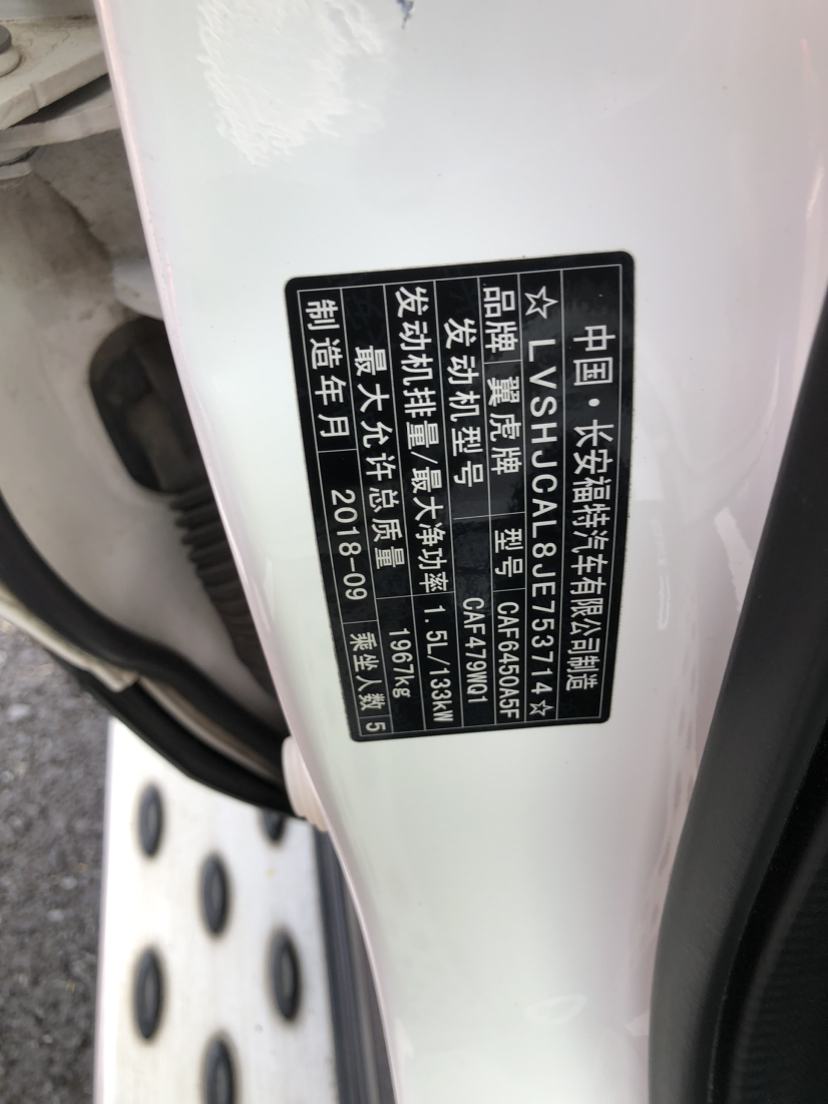 中国·长安福特汽车有限公司制造
☆LVSHJCAL8JE753714☆
品牌 翼虎牌 型号 CAF6450A5F
发动机型号 CAF479WQ1
发动机排量/最大净功率 1.5L/133kW
最大允许总质量 1967kg
制造年月 2018-09 乘坐人数 5